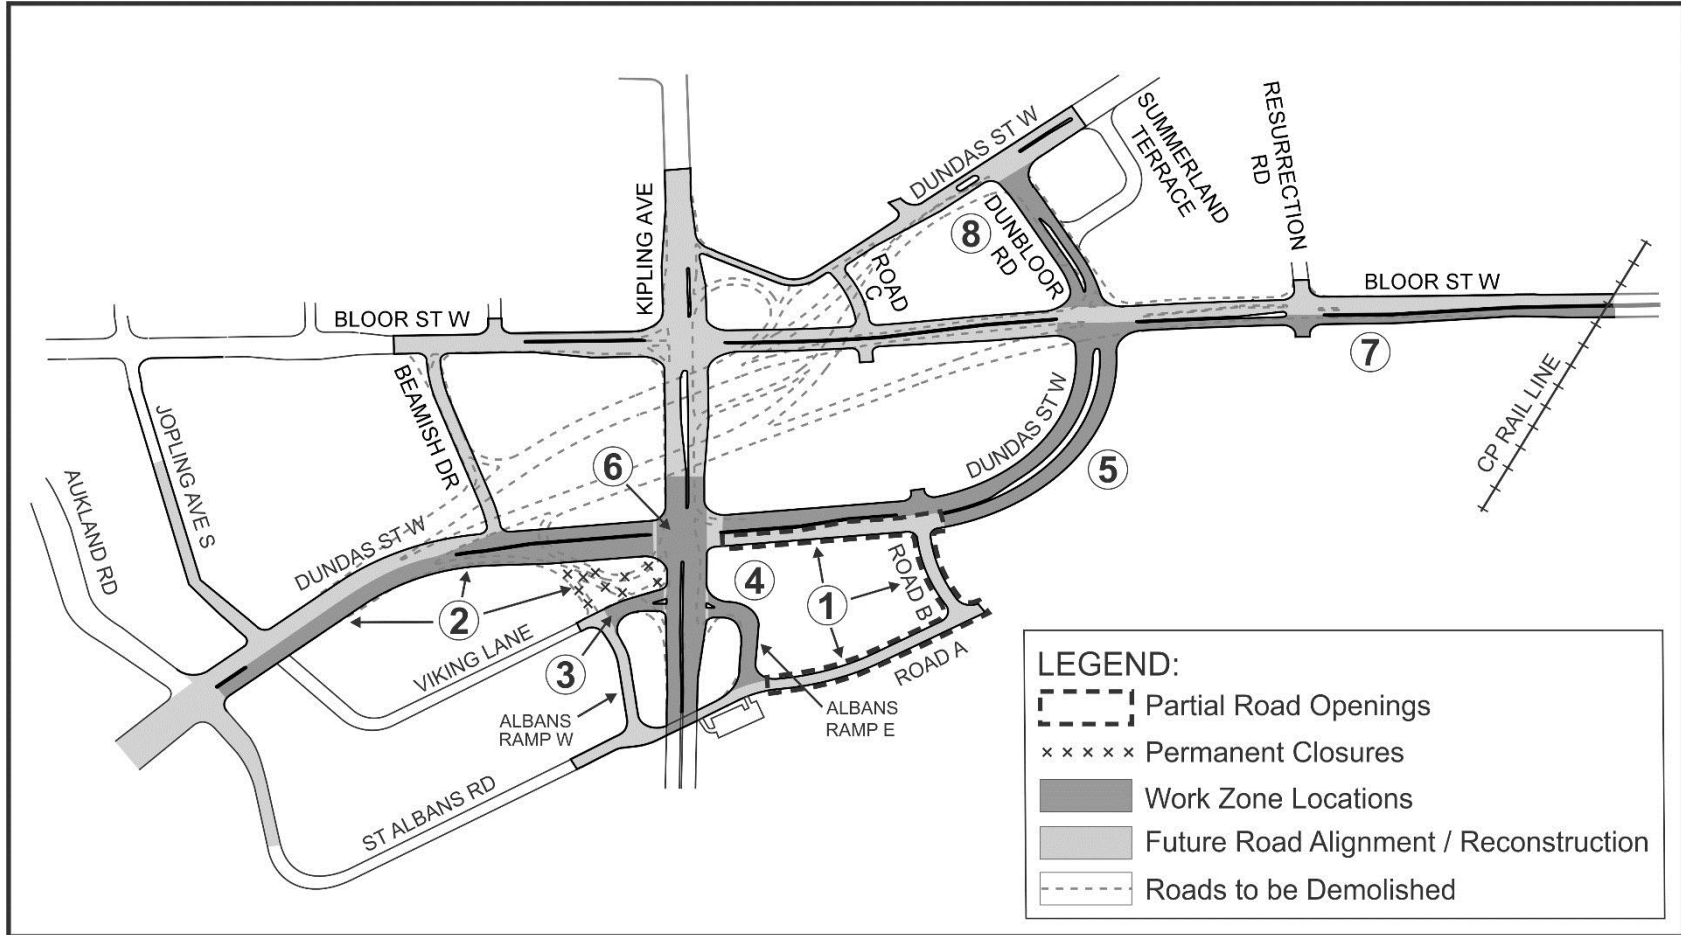 DUNDAS ST W
SUMMERLAND
TERRACE
RESURRECTION
RD
KIPLING AVE
8
DUNBLOOR
RD
ROAD
C
BLOOR ST W
BLOOR ST W
7
CP RAIL LINE
BEAMISH DR
JOPLING AVE S
AUKLAND RD
DUNDAS ST W
5
6
DUNDAS ST W
4
1
ROAD B
2
VIKING LANE
3
ROAD A
ALBANS
RAMP W
ALBANS
RAMP E
ST ALBANS RD
LEGEND:
Partial Road Openings
Permanent Closures
Work Zone Locations
Future Road Alignment / Reconstruction
Roads to be Demolished